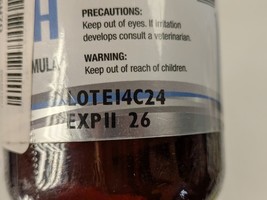 PRECAUTIONS:
Keep out of eyes. If irritation
develops consult a veterinarian.
H
WARNING:
Keep out of reach of children.
MULA
LOTE14C24
EXP11 26